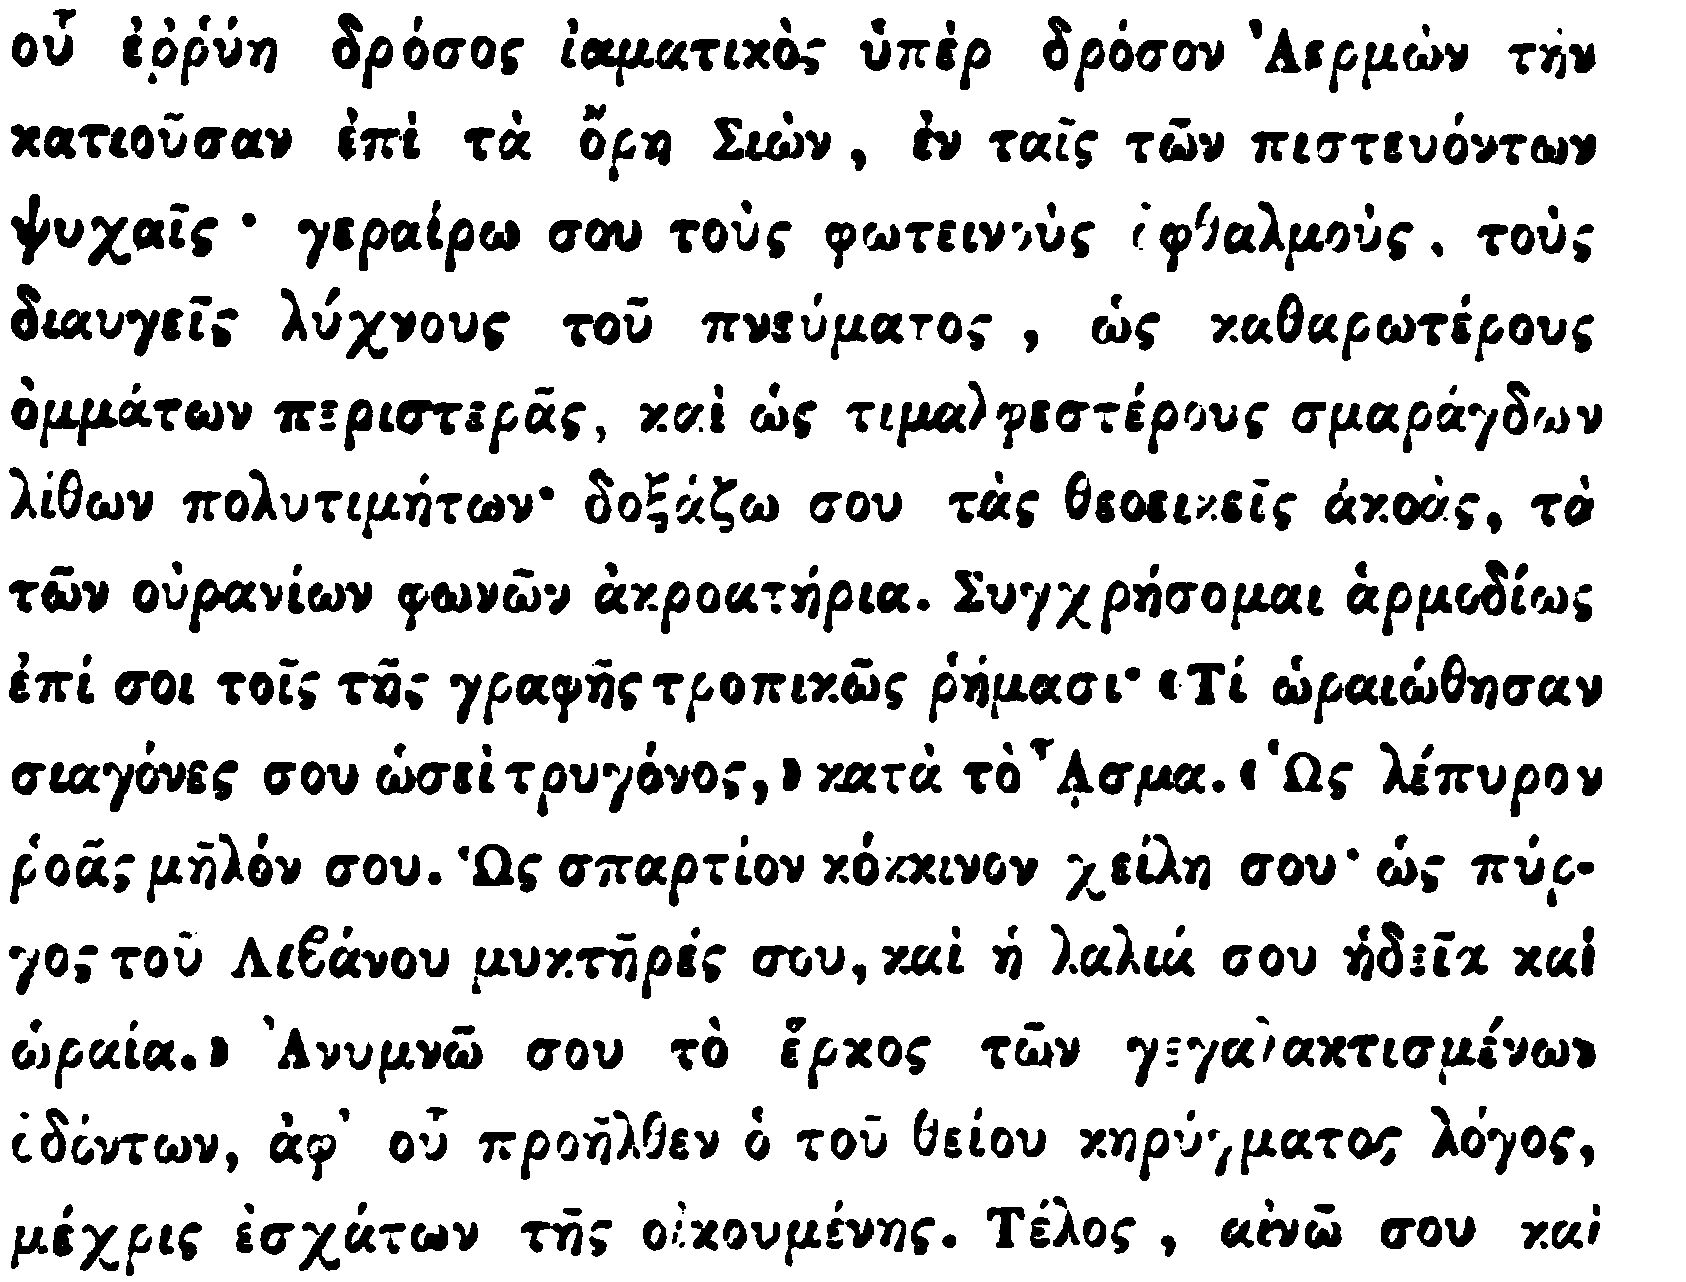 οὗ ἐῤῥύη δρόσος ἰαματικὸς ὑπὲρ δρόσον Ἀερμὼν τὴν
κατιοῦσαν ἐπὶ τὰ ὄρη Σιὼν, ἐν ταῖς τῶν πιστευόντων
ψυχαῖς· γεραίρω σου τοὺς φωτεινοὺς ὀφθαλμοὺς, τοὺς
διαυγεῖς λύχνους τοῦ πνεύματος, ὡς καθαρωτέρους
ὀμμάτων περιστερᾶς, καὶ ὡς τιμαλφεστέρους σμαράγδων
λίθων πολυτιμήτων· δοξάζω σου τὰς θεοεικεῖς ἀκοὰς, τὰ
τῶν οὐρανίων φωνῶν ἀκροατήρια. Συγχρήσομαι ἁρμοδίως
ἐπί σοι τοῖς τῆς γραφῆς τροπικῶς ῥήμασι· «Τί ὡραιώθησαν
σιαγόνες σου ὡσεὶ τρυγόνος,» κατὰ τὸ Ἆσμα. «Ὡς λέπυρον
ῥοᾶς μῆλόν σου. Ὡς σπαρτίον κόκκινον χείλη σου· ὡς πύρ-
γος τοῦ Λιβάνου μυκτῆρές σου, καὶ ἡ λαλιά σου ἡδεῖα καὶ
ὡραία.» Ἀνυμνῶ σου τὸ ἕρκος τῶν γεγαλακτισμένων
ὀδόντων, ἀφ' οὗ προῆλθεν ὁ τοῦ θείου κηρύγματος λόγος,
μέχρις ἐσχάτων τῆς οἰκουμένης. Τέλος, αἰνῶ σου καὶ